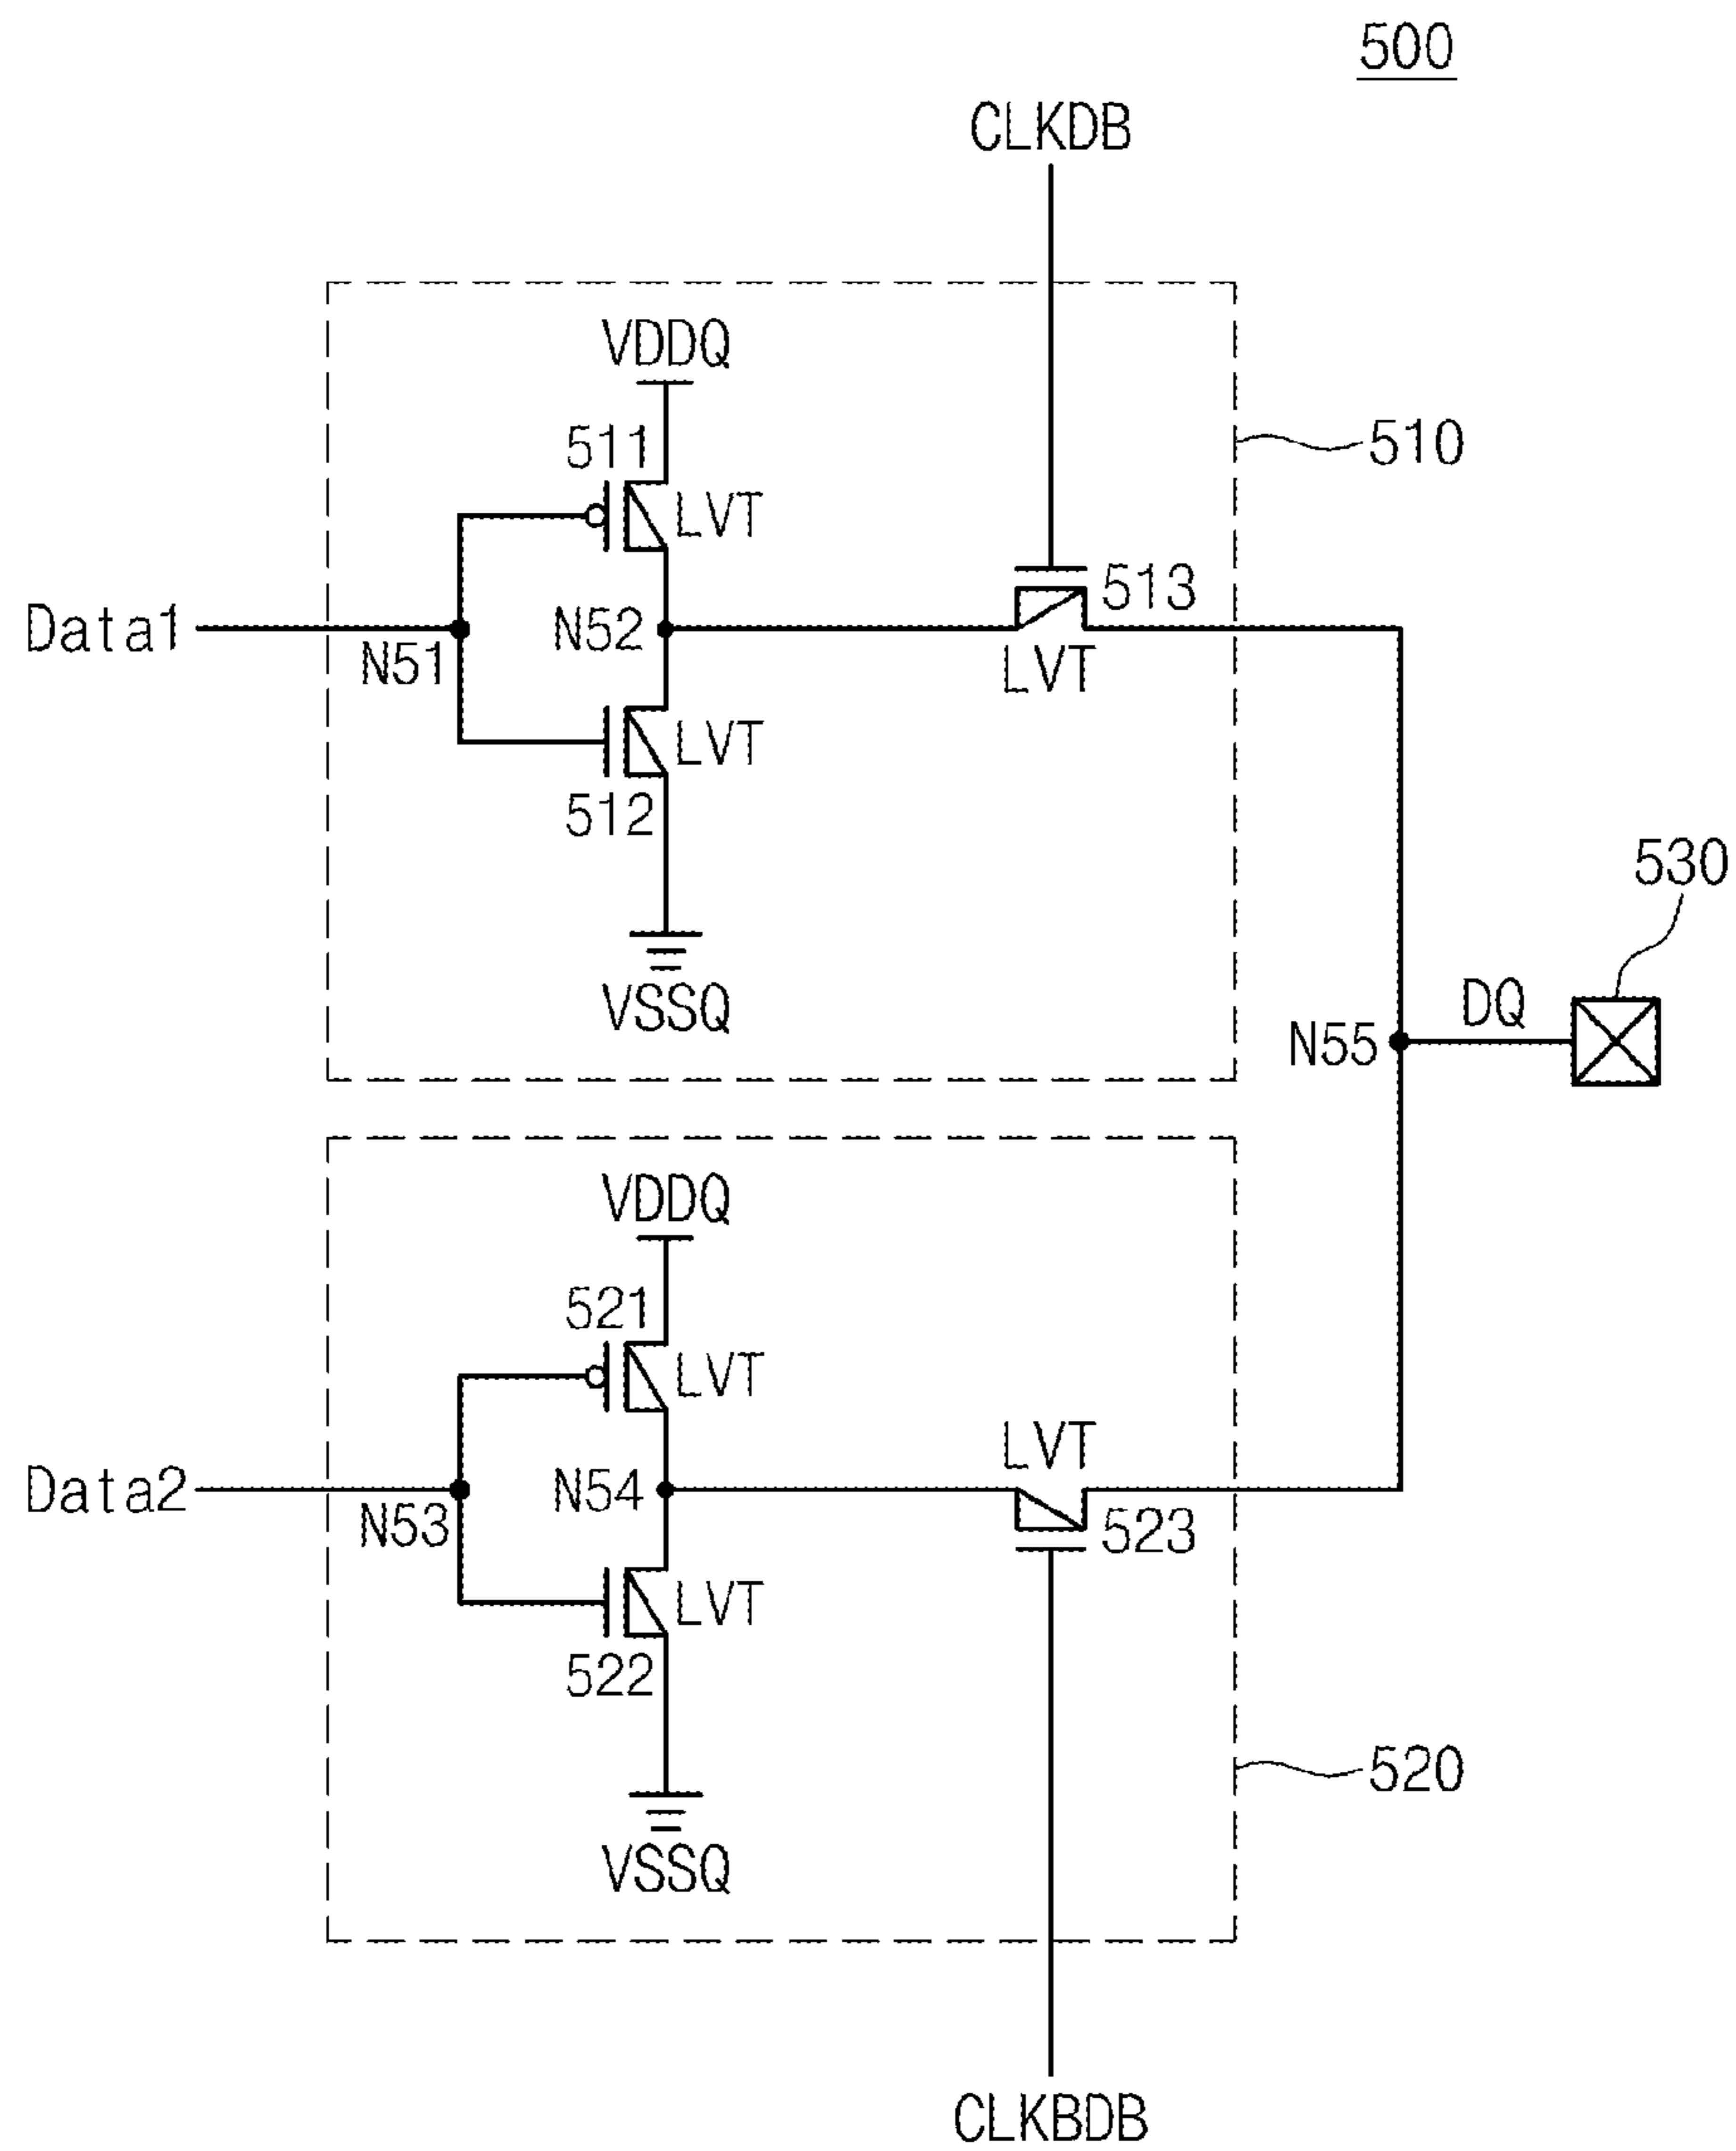 500
CLKDB
VDDQ
511
LVT
510
513
Data1
N51
N52
LVT
LVT
512
530
VSSQ
DQ
N55
VDDQ
521
LVT
LVT
Data2
N53
N54
523
LVT
522
520
VSSQ
CLKBDB